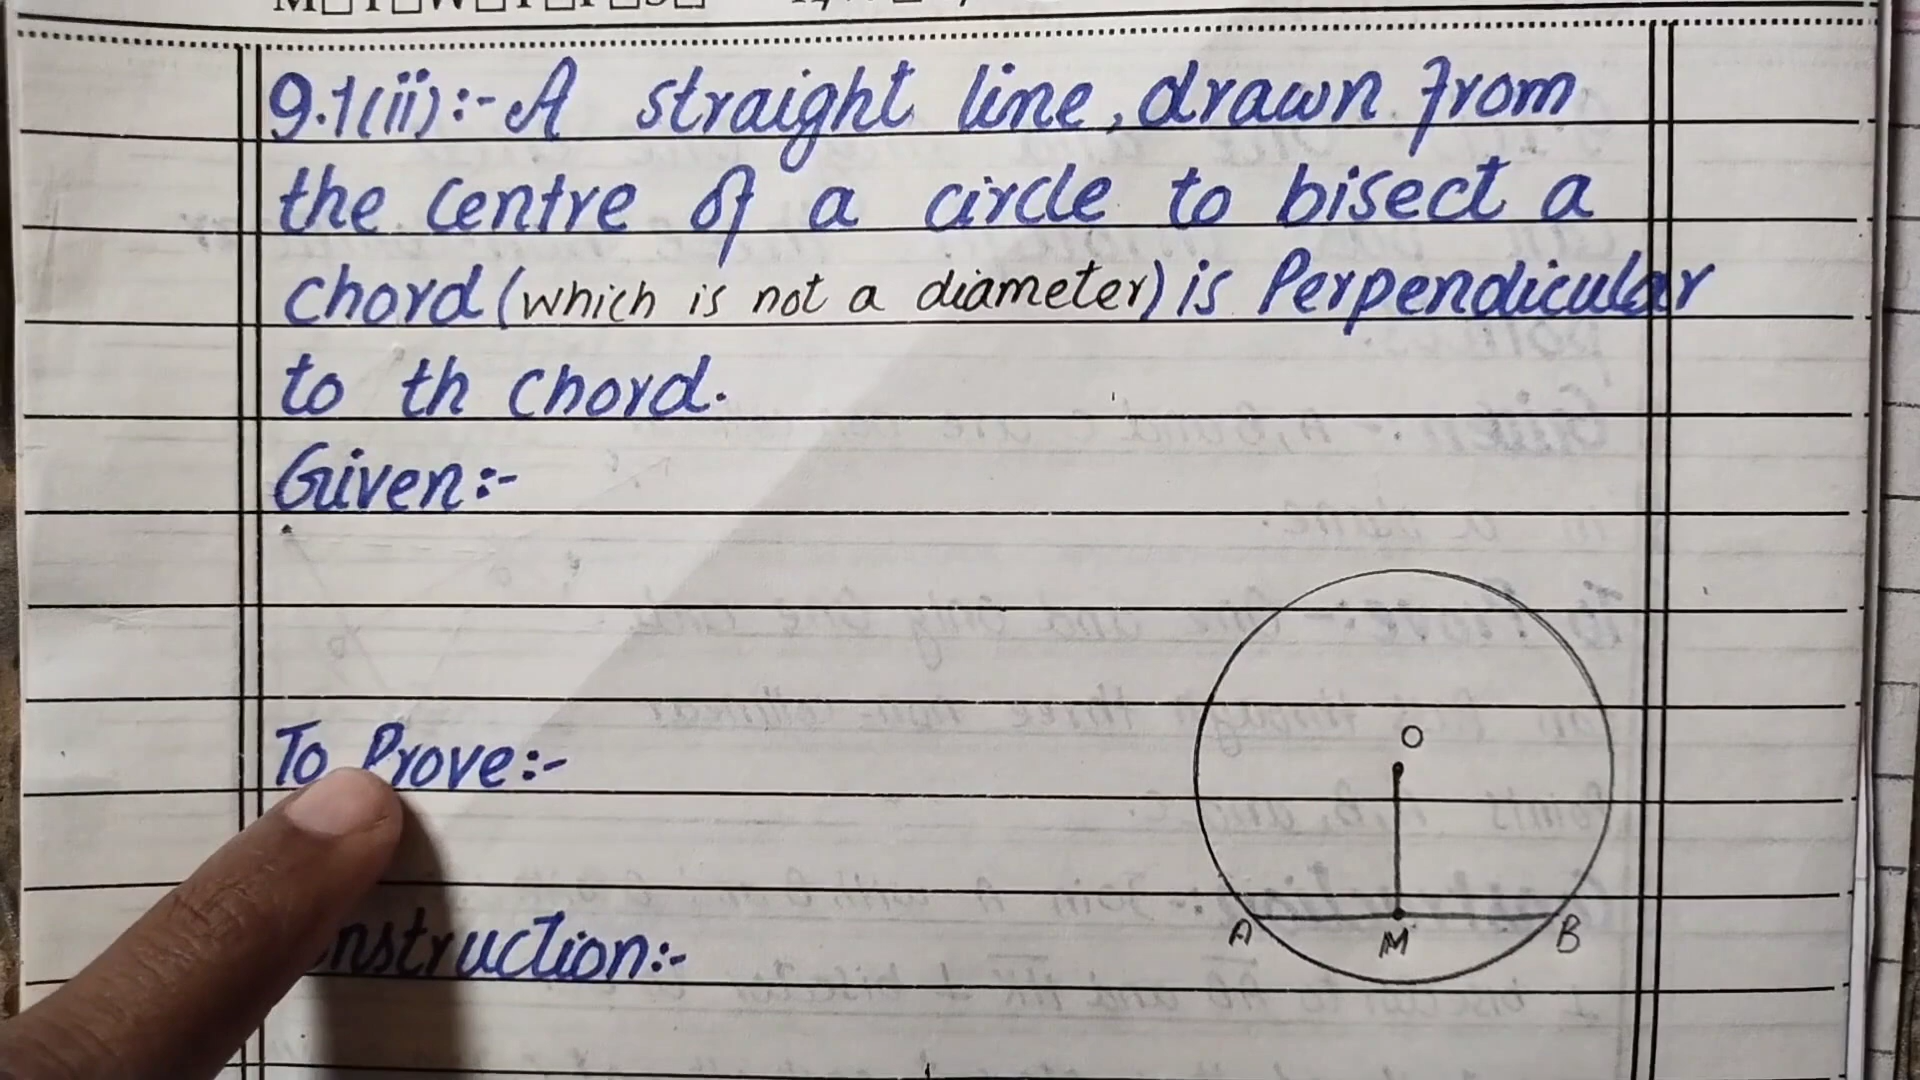 9.1(ii):- A straight line, drawn from
the centre of a circle to bisect a
chord (which is not a diameter) is Perpendicular
to th chord.
Given:-
To Prove:-
nstruction:-
O
A
M
B